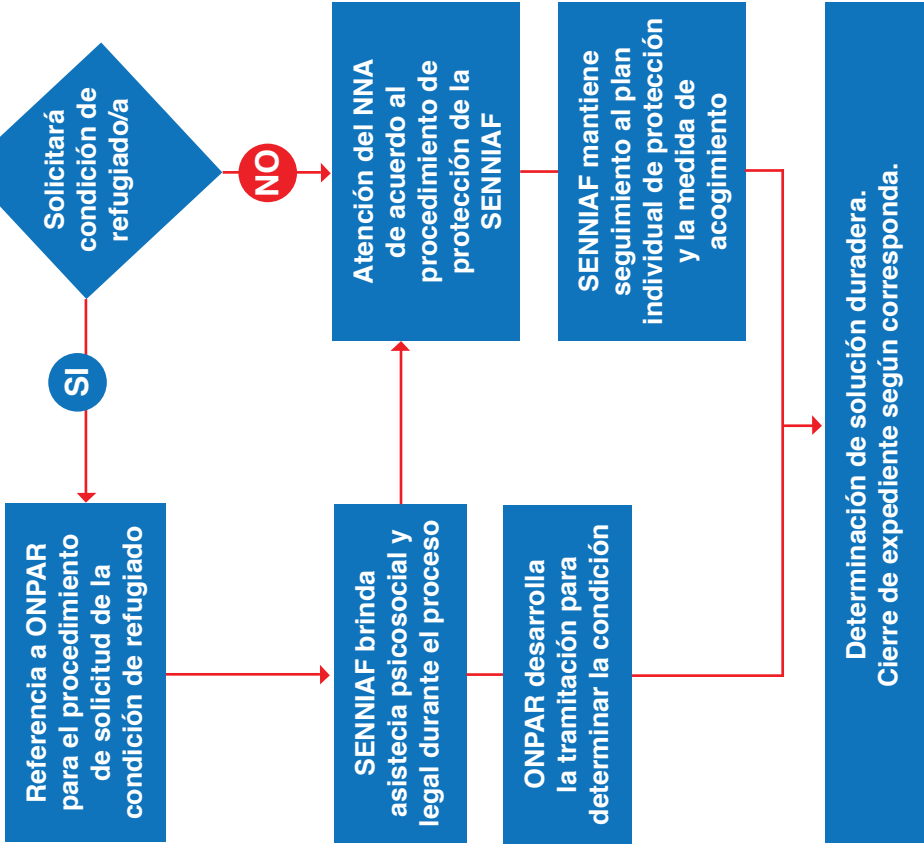 Solicitará
condición de
refugiado/a
SI
NO
Referencia a ONPAR
para el procedimiento
de solicitud de la
condición de refugiado
SENNIAF brinda
asistecia psicosocial y
legal durante el proceso
ONPAR desarrolla
la tramitación para
determinar la condición
Atención del NNA
de acuerdo al
procedimiento de
protección de la
SENNIAF
SENNIAF mantiene
seguimiento al plan
individual de protección
y la medida de
acogimiento
Determinación de solución duradera.
Cierre de expediente según corresponda.